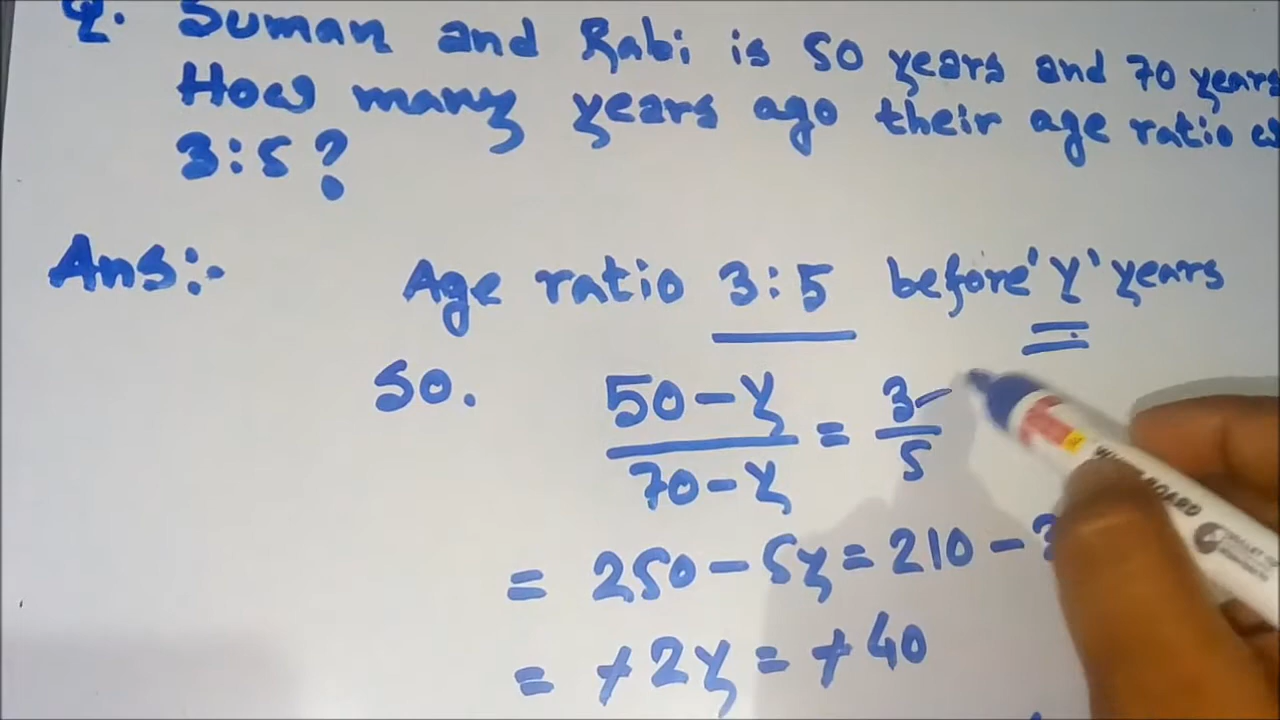 Q. Suman and Rabi is 50 years and 70 years
How many years ago their age ratio
3:5?
Ans:- Age ratio 3:5 before 'y' years
So. 50-y / 70-y = 3/5
= 250-5y = 210-3
= +2y = +40